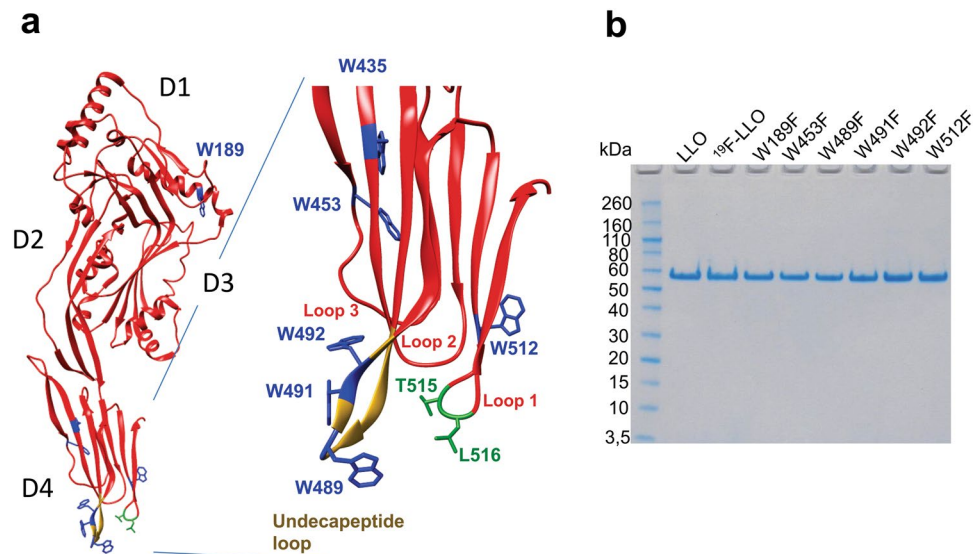 a
D1
W189
D2
D3
D4
W435
W453
Loop 3
W492
Loop 2
W512
W491
T515
Loop 1
L516
W489
Undecapeptide
loop
b
kDa
LLO
¹⁹F-LLO
W189F
W453F
W489F
W491F
W492F
W512F
260
160
110
80
60
50
40
30
20
15
10
3,5